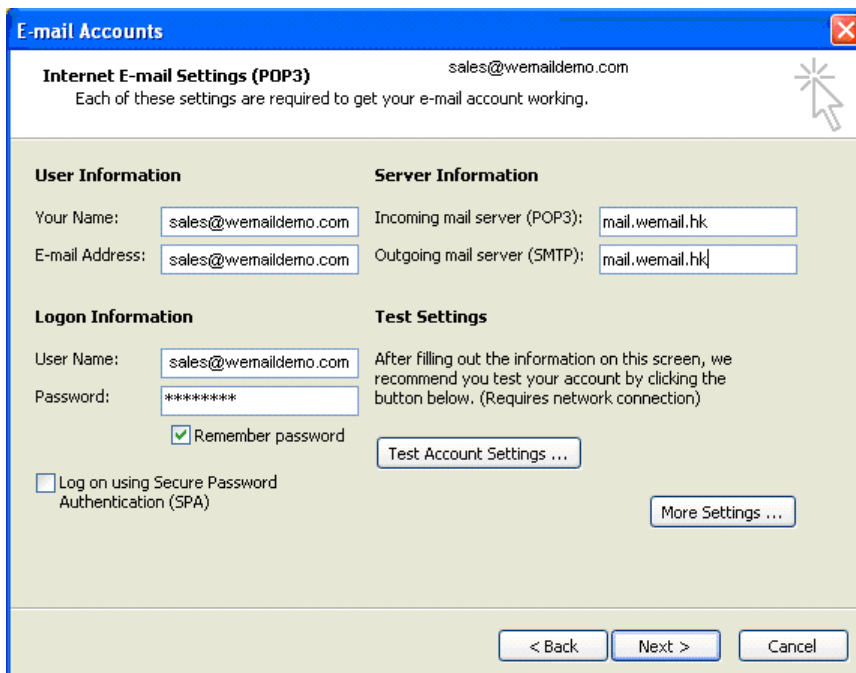 E-mail Accounts
Internet E-mail Settings (POP3)
sales@wemaildemo.com
Each of these settings are required to get your e-mail account working.
User Information
Your Name: sales@wemaildemo.com
E-mail Address: sales@wemaildemo.com
Server Information
Incoming mail server (POP3): mail.wemail.hk
Outgoing mail server (SMTP): mail.wemail.hk
Logon Information
User Name: sales@wemaildemo.com
Password: ********
Remember password
Log on using Secure Password
Authentication (SPA)
Test Settings
After filling out the information on this screen, we
recommend you test your account by clicking the
button below. (Requires network connection)
Test Account Settings ...
More Settings ...
< Back
Next >
Cancel